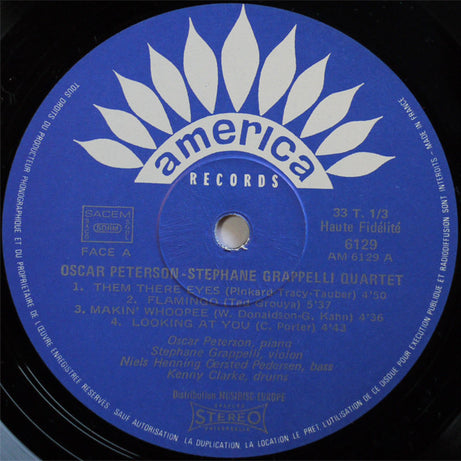 america
RECORDS
SACEM
SACD SDRM SGDL
FACE A
33 T. 1/3
Haute Fidélité
6129
AM 6129 A
OSCAR PETERSON-STEPHANE GRAPPELLI QUARTET
1. THEM THERE EYES (Pinkard-Tracy-Tauber) 4'50
2. FLAMINGO (Ted Grouya) 5'37
3. MAKIN' WHOOPEE (W. Donaldson-G. Kahn) 4'36
4. LOOKING AT YOU (C. Porter) 4'43
Oscar Peterson, piano
Stephane Grappelli, violon
Niels Henning Oersted Pedersen, bass
Kenny Clarke, drums
Distribution MUSIDISC-EUROPE
STEREO
TOUS DROITS DU PRODUCTEUR PHONOGRAPHIQUE ET DU PROPRIETAIRE DE L'ŒUVRE ENREGISTREE RESERVES. SAUF AUTORISATION, LA DUPLICATION, LA LOCATION LE PRET, L'UTILISATION DE CE DISQUE POUR EXECUTION PUBLIQUE ET RADIODIFFUSION SONT INTERDITS - MADE IN FRANCE